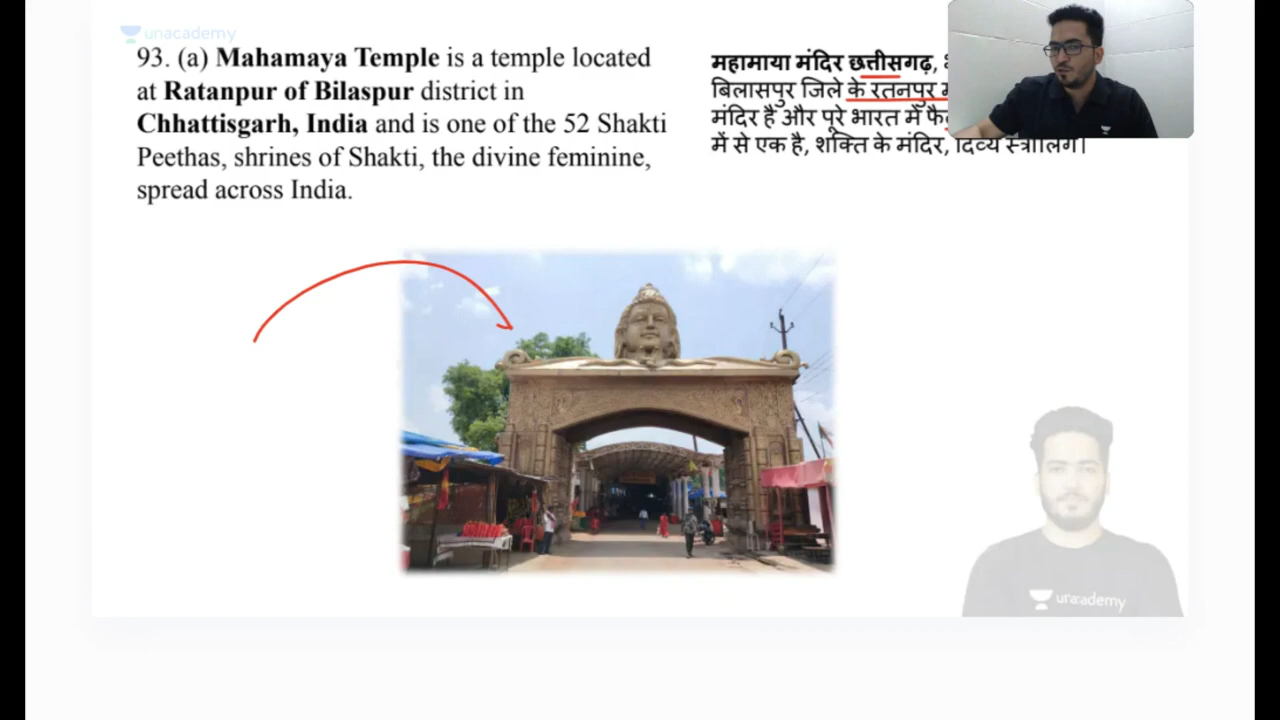 unacademy
93. (a) Mahamaya Temple is a temple located
at Ratanpur of Bilaspur district in
Chhattisgarh, India and is one of the 52 Shakti
Peethas, shrines of Shakti, the divine feminine,
spread across India.
महामाया मंदिर छत्तीसगढ़,
बिलासपुर जिले के रतनपुर
मंदिर है और पूरे भारत में
में से एक है, शक्ति के मंदिर, दिव्य स्त्रीलिंग।
unacademy